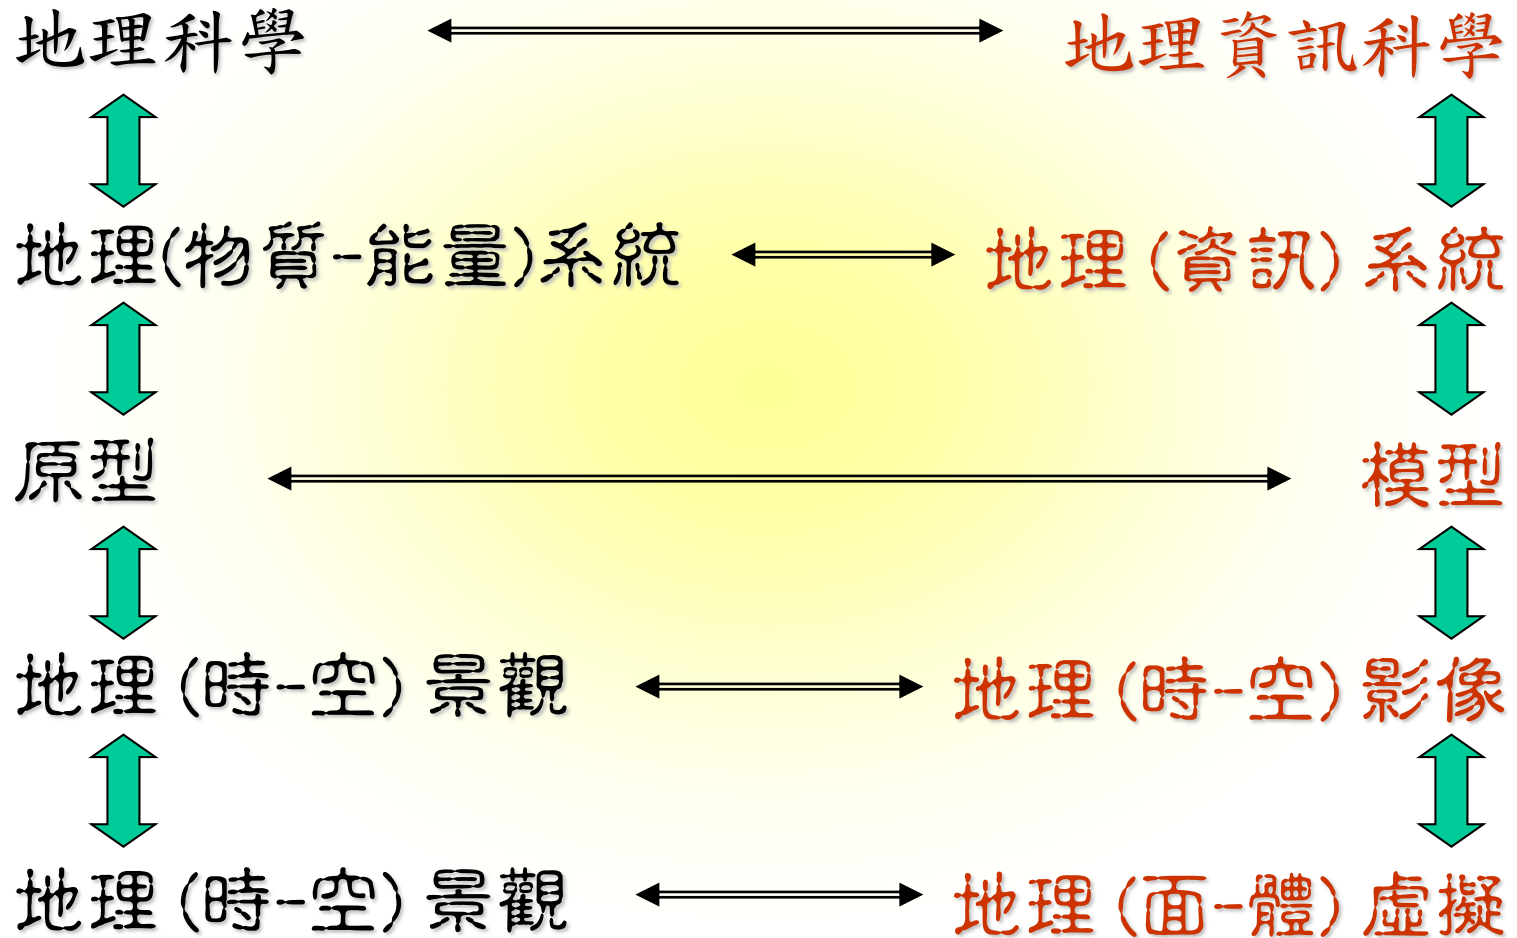 地理科學 地理資訊科學
地理(物質-能量)系統 地理(資訊)系統
原型 模型
地理(時-空)景觀 地理(時-空)影像
地理(時-空)景觀 地理(面-體)虛擬